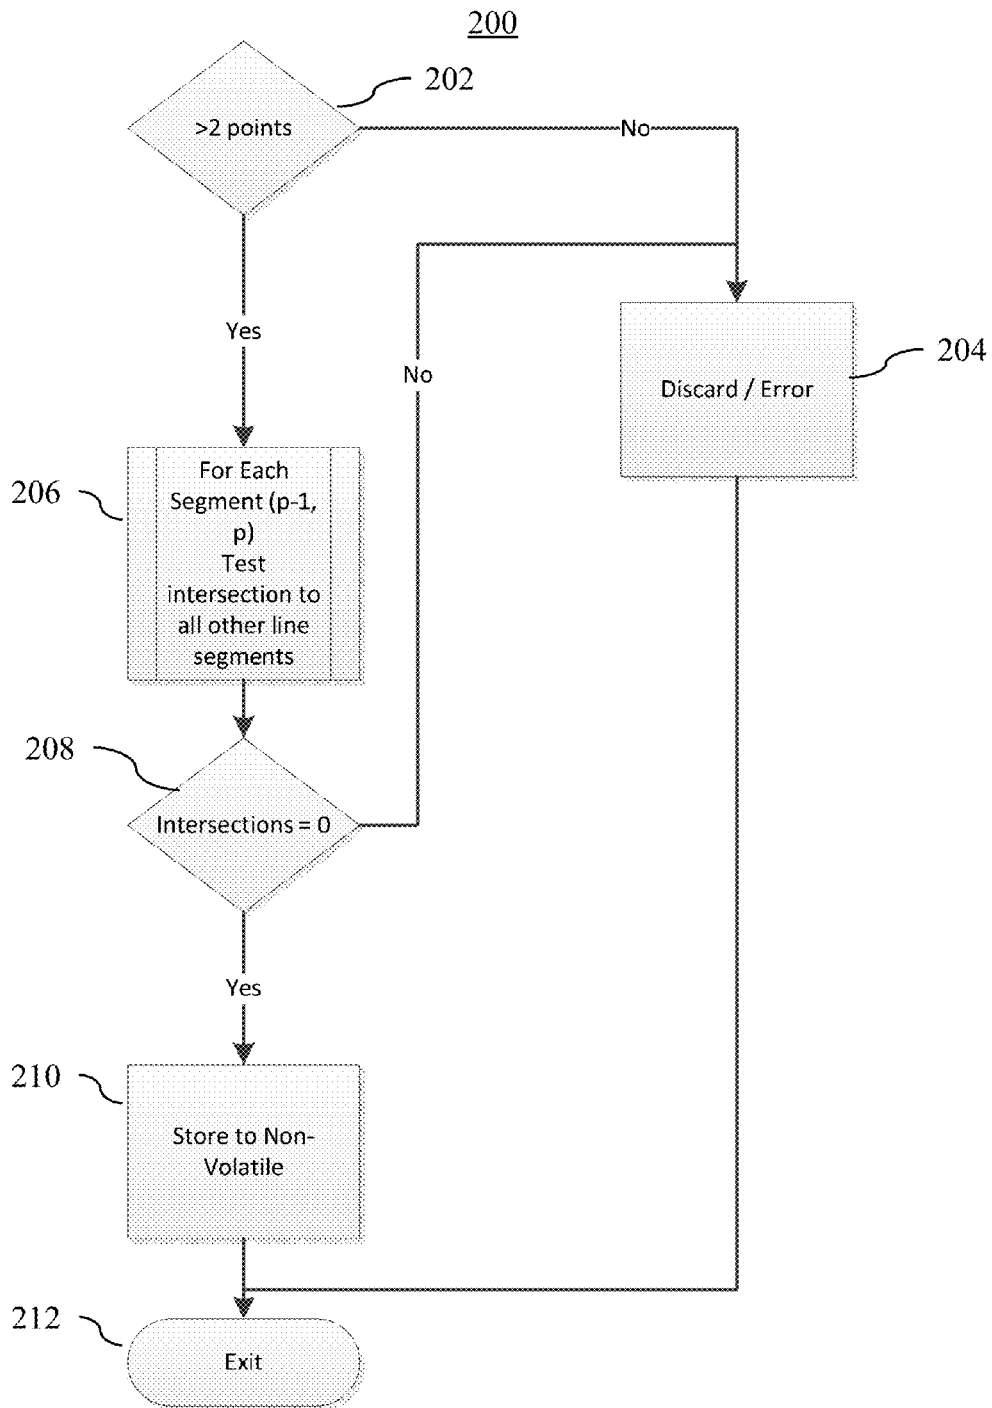 200
202
>2 points
No
Yes
No
204
Discard / Error
206
For Each
Segment (p-1,
p)
Test
intersection to
all other line
segments
208
Intersections = 0
Yes
210
Store to Non-
Volatile
212
Exit